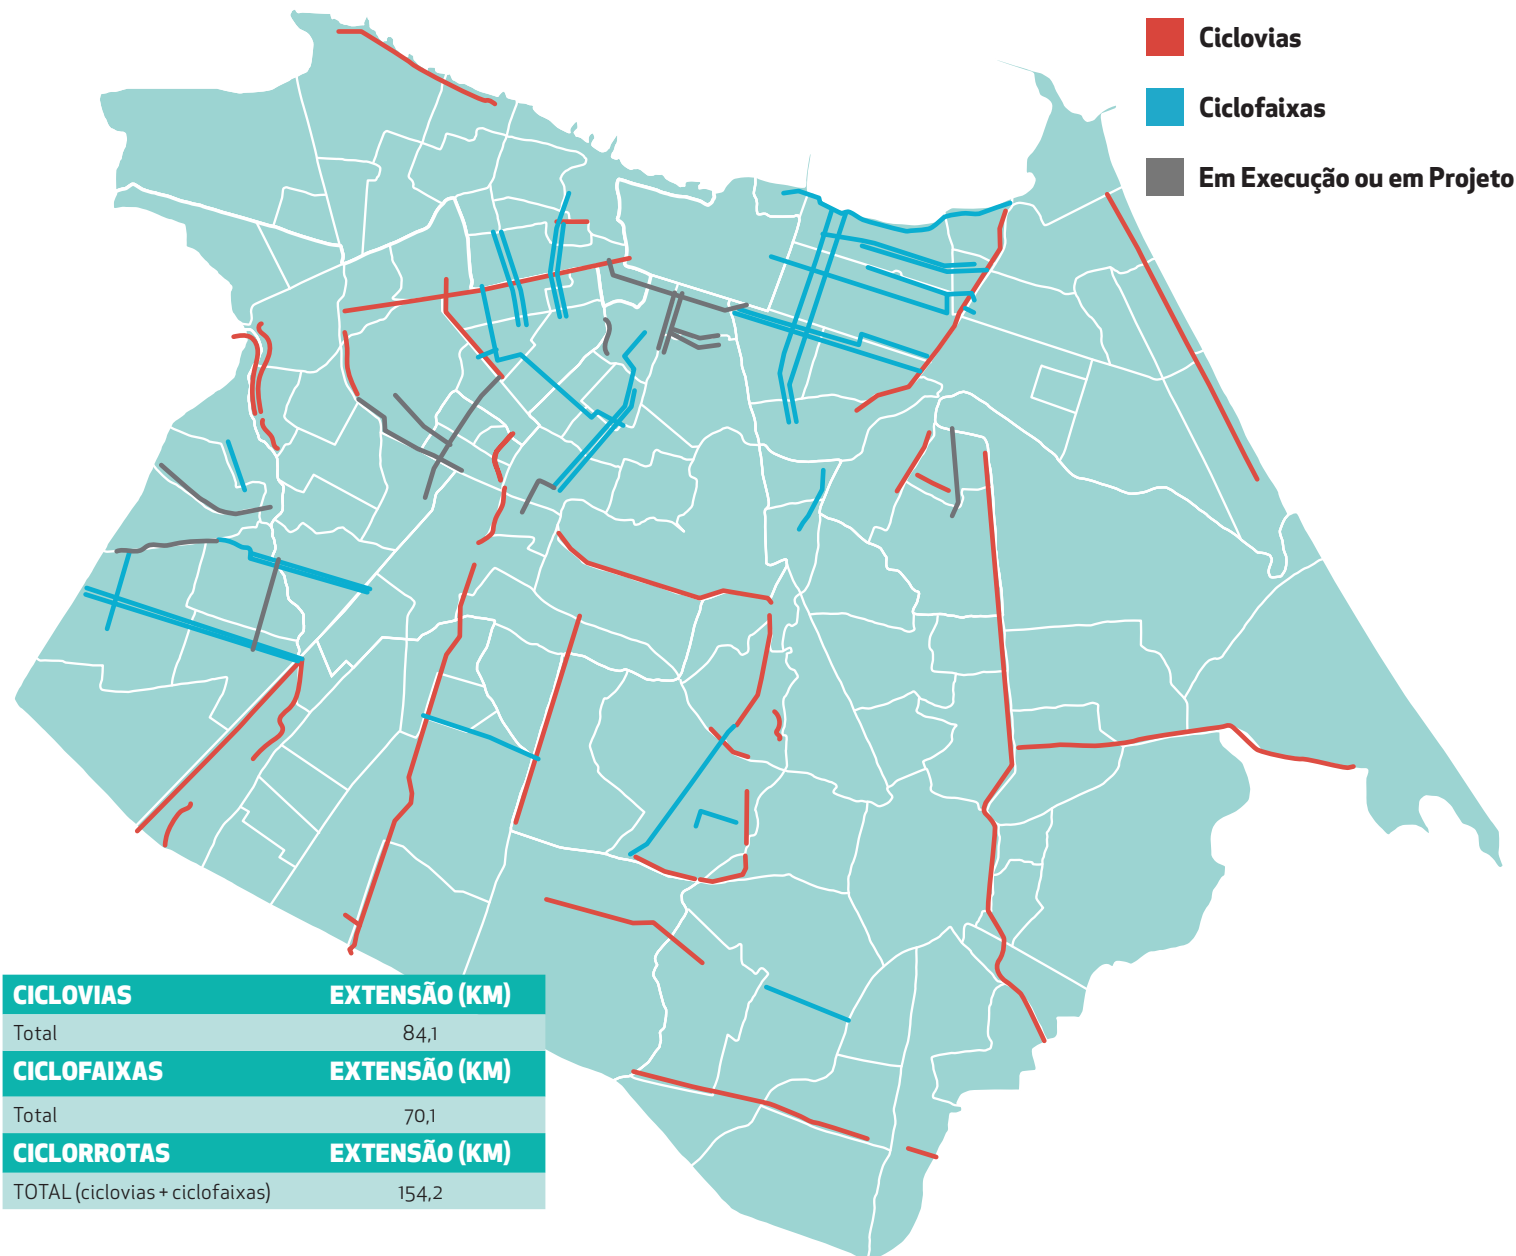 Ciclovias
Ciclofaixas
Em Execução ou em Projeto
CICLOVIAS EXTENSÃO (KM)
Total 84,1
CICLOFAIXAS EXTENSÃO (KM)
Total 70,1
CICLORROTAS EXTENSÃO (KM)
TOTAL (ciclovias + ciclofaixas) 154,2